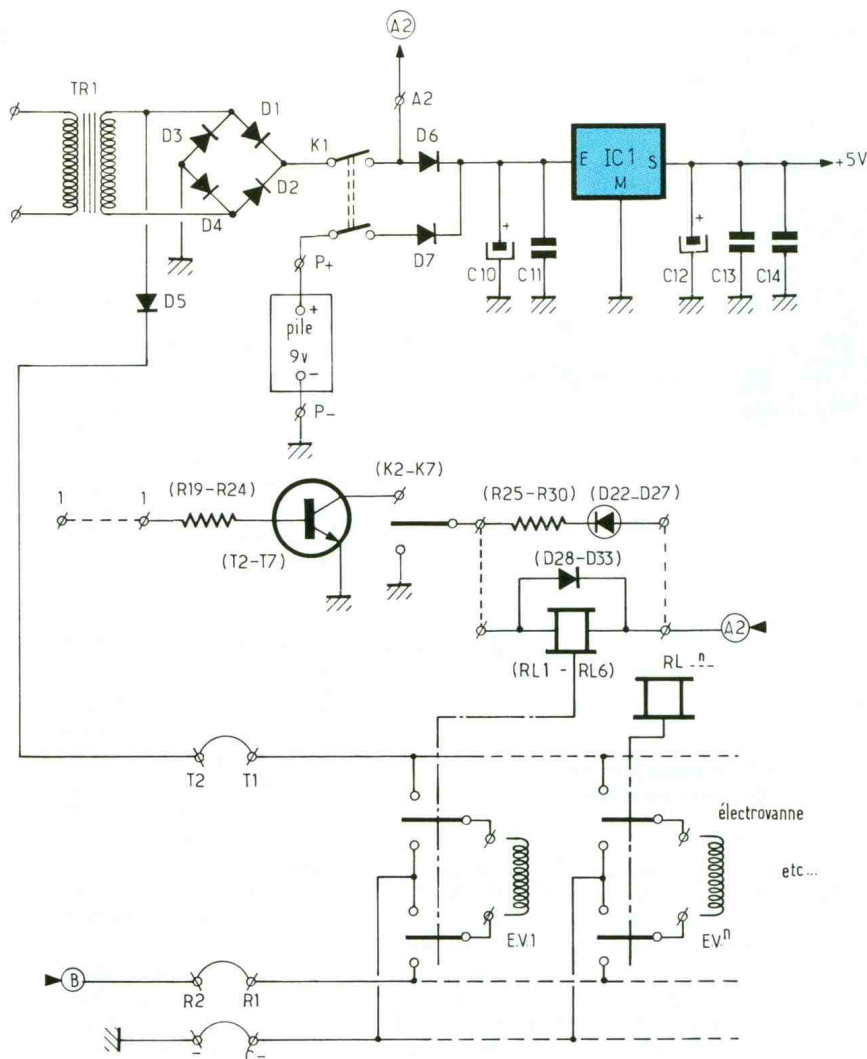 A2
TR1
A2
D1
D3
D6
K1
E IC1 S
M
+5V
D2
D4
D7
P+
+
C10
C11
+
C12
C13
C14
D5
+
pile
9v
-
P-
(K2-K7)
(R19-R24)
(R25-R30)
(D22-D27)
1
1
(T2-T7)
(D28-D33)
A2
(RL1 - RL6)
RL n
T2
T1
électrovanne
etc...
E.V.1
E.V.n
B
R2
R1